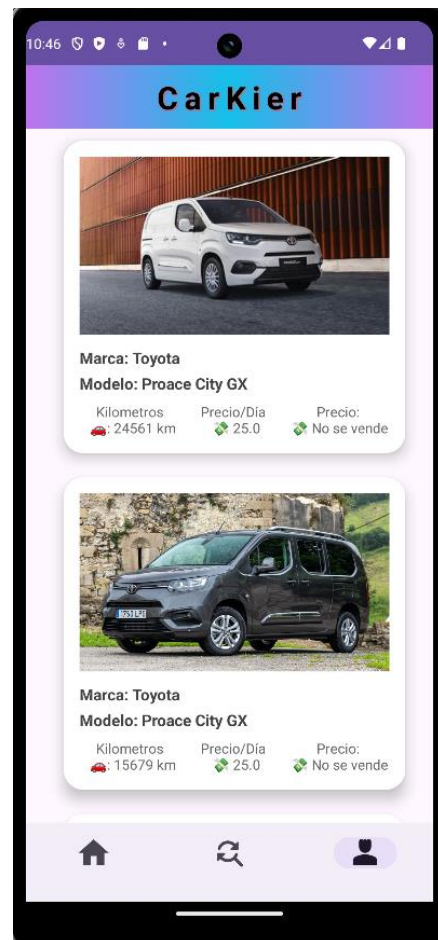 10:46
CarKier
Marca: Toyota
Modelo: Proace City GX
Kilometros Precio/Día Precio:
🚗: 24561 km 💸 25.0 💸 No se vende
Marca: Toyota
Modelo: Proace City GX
Kilometros Precio/Día Precio:
🚗: 15679 km 💸 25.0 💸 No se vende